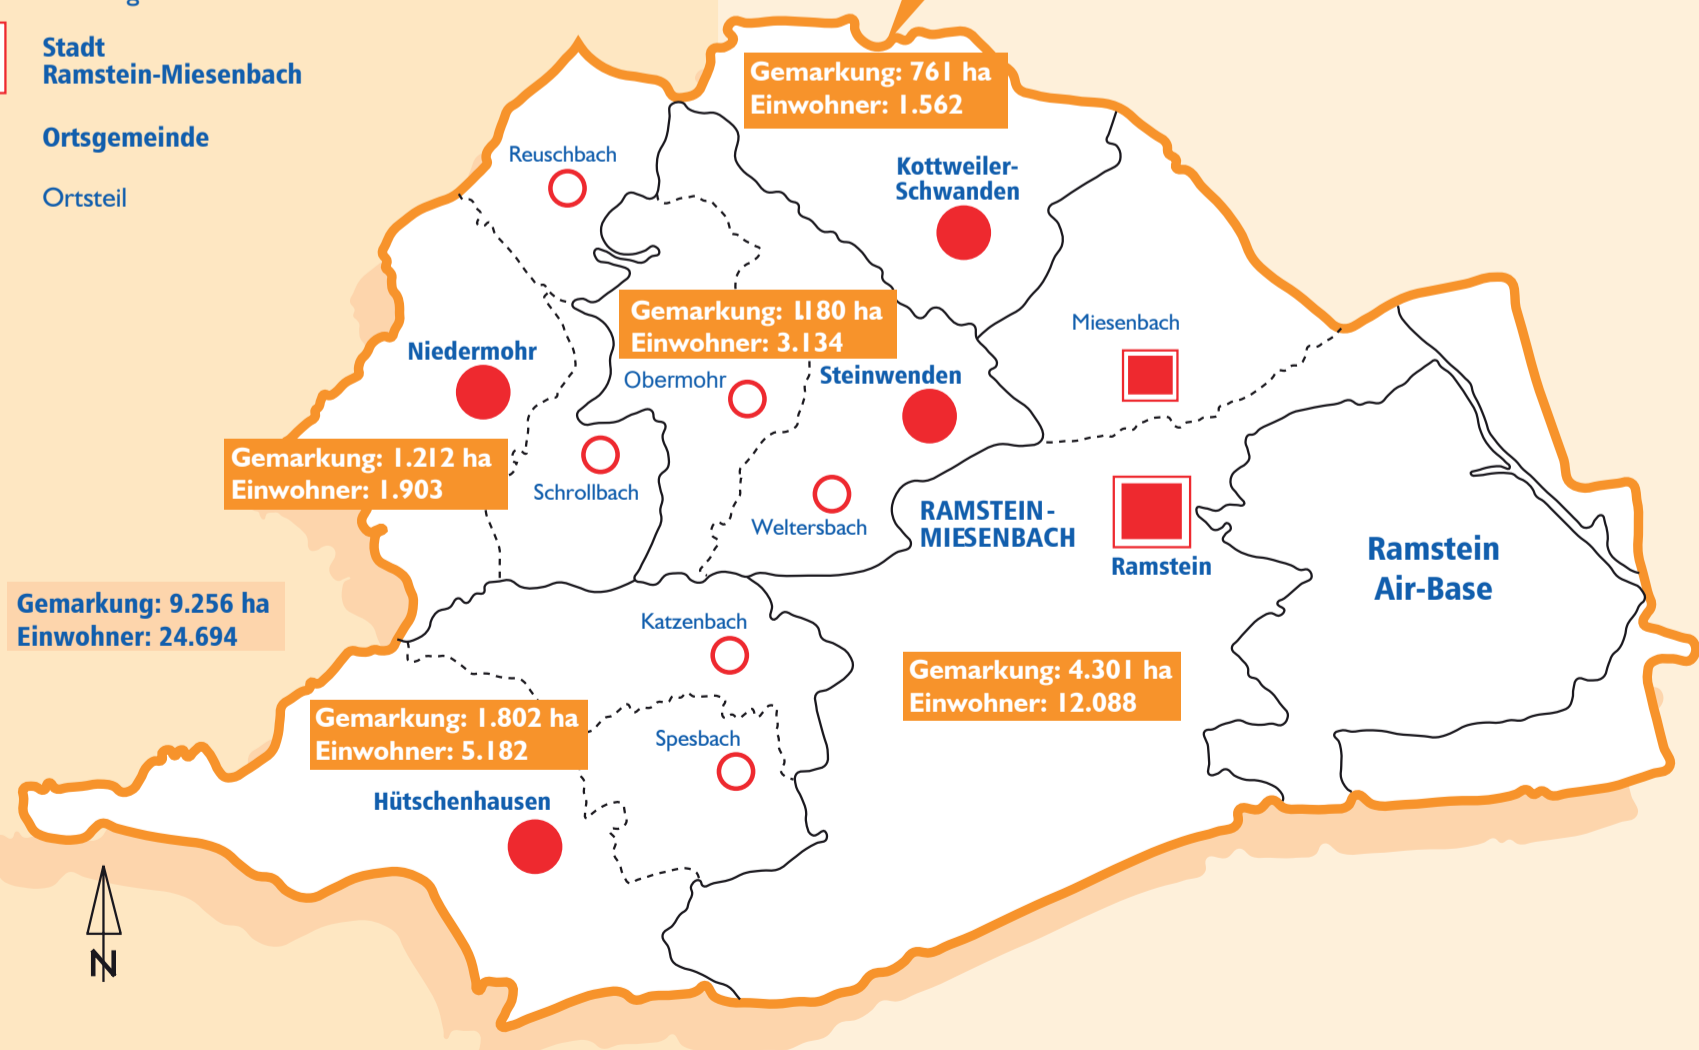 Stadt
Ramstein-Miesenbach
Ortsgemeinde
Ortsteil
Gemarkung: 761 ha
Einwohner: 1.562
Reuschbach
Kottweiler-
Schwanden
Gemarkung: 1.180 ha
Einwohner: 3.134
Miesenbach
Niedermohr
Obermohr
Steinwenden
Gemarkung: 1.212 ha
Einwohner: 1.903
Schrollbach
Weltersbach
RAMSTEIN-
MIESENBACH
Ramstein
Ramstein
Air-Base
Gemarkung: 9.256 ha
Einwohner: 24.694
Katzenbach
Gemarkung: 4.301 ha
Einwohner: 12.088
Gemarkung: 1.802 ha
Einwohner: 5.182
Spesbach
Hütschenhausen
N